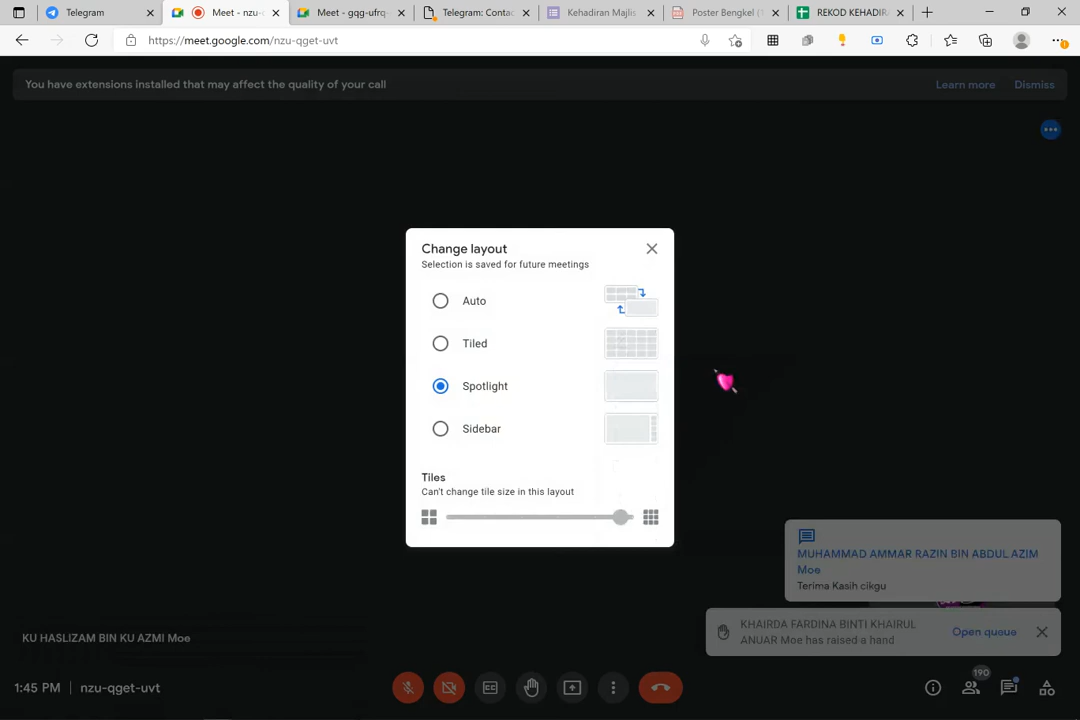 Telegram
Meet - nzu-
Meet - gqg-ufrq-
Telegram: Contac
Kehadiran Majlis
Poster Bengkel (1
REKOD KEHADIRA
https://meet.google.com/nzu-qget-uvt
You have extensions installed that may affect the quality of your call
Learn more
Dismiss
Change layout
Selection is saved for future meetings
Auto
Tiled
Spotlight
Sidebar
Tiles
Can't change tile size in this layout
MUHAMMAD AMMAR RAZIN BIN ABDUL.AZIM
Moe
Terima Kasih cikgu
KHAIRDA FARDINA BINTI KHAIRUL
ANUAR Moe has raised a hand
Open queue
KU HASLIZAM BIN KU AZMI Moe
1:45 PM | nzu-qget-uvt
CC
190